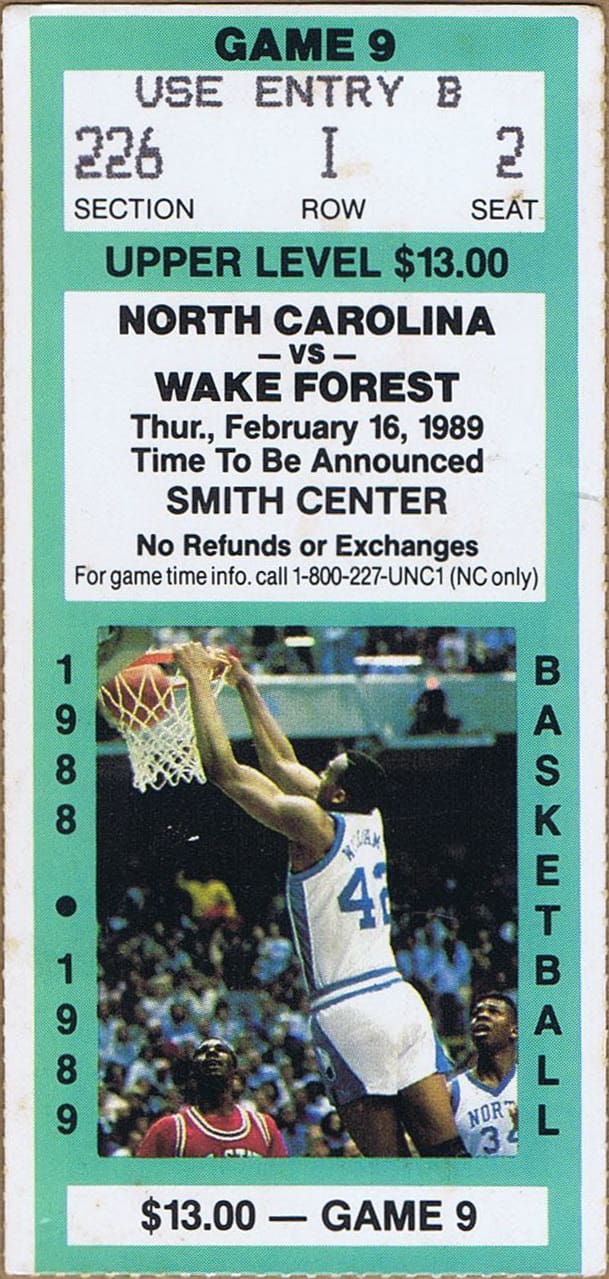 GAME 9
USE ENTRY B
226 I 2
SECTION ROW SEAT
UPPER LEVEL $13.00
NORTH CAROLINA
– VS –
WAKE FOREST
Thur., February 16, 1989
Time To Be Announced
SMITH CENTER
No Refunds or Exchanges
For game time info. call 1-800-227-UNC1 (NC only)
1988 • 1989
BASKETBALL
42
NORT
34
$13.00 — GAME 9